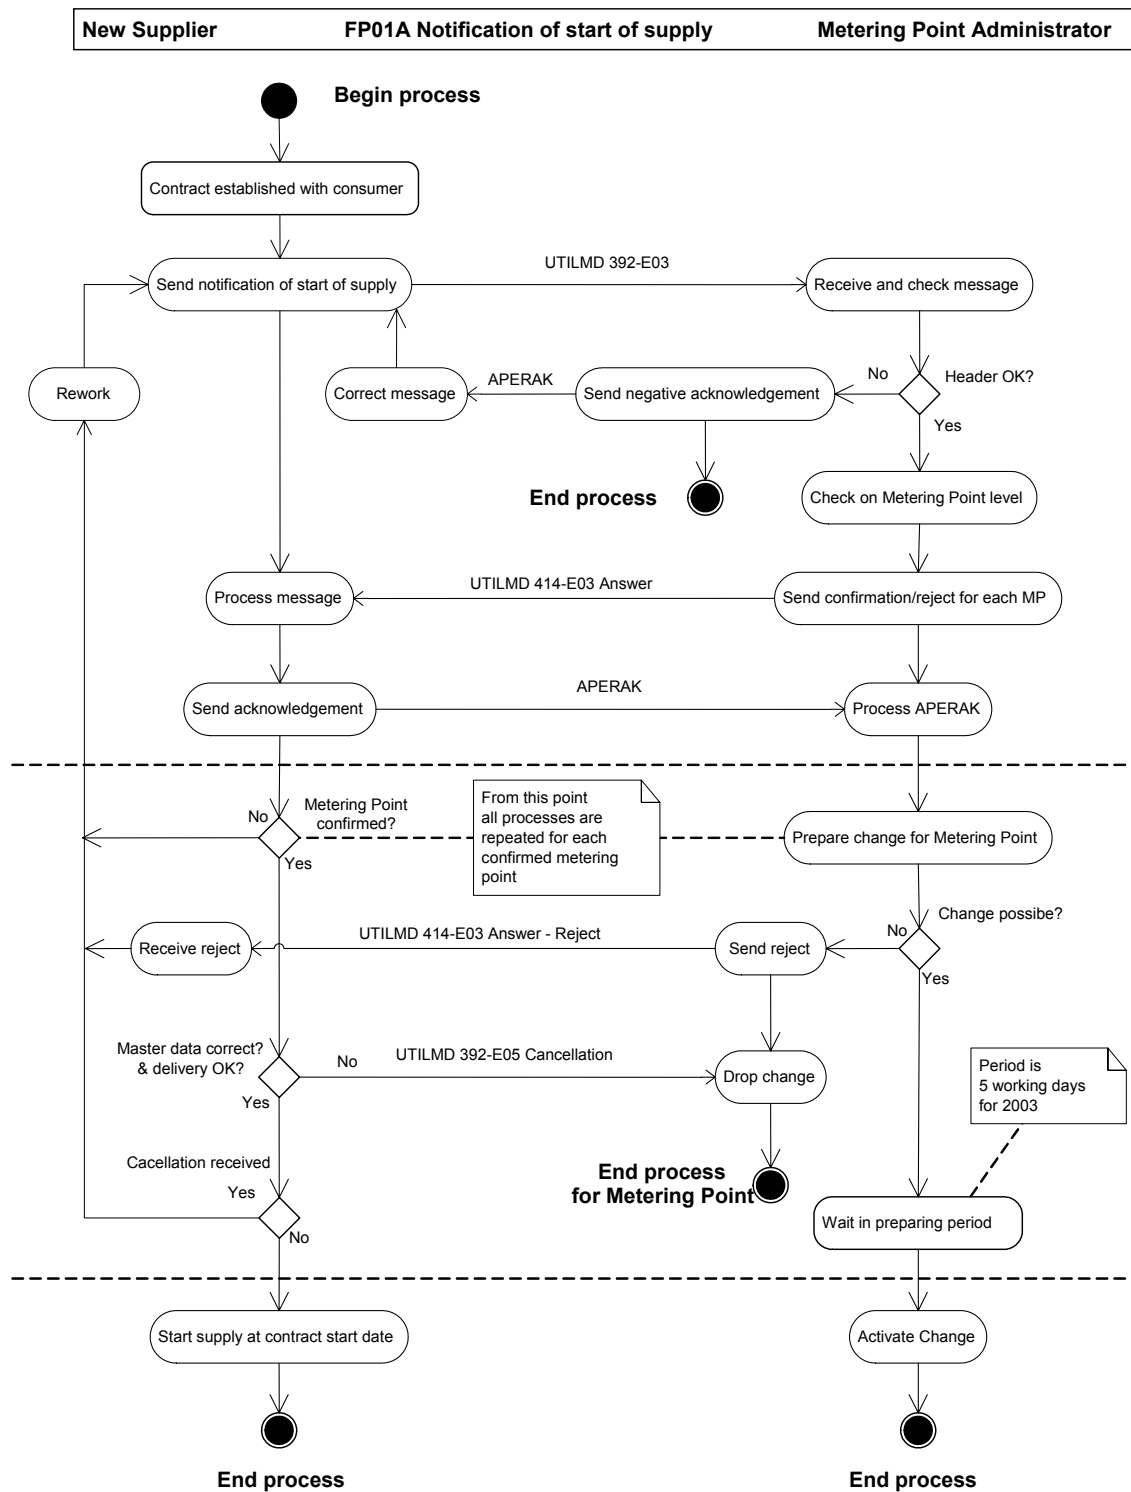 New Supplier FP01A Notification of start of supply Metering Point Administrator
Begin process
Contract established with consumer
UTILMD 392-E03
Send notification of start of supply
Receive and check message
No
Header OK?
APERAK
Rework
Correct message
Send negative acknowledgement
Yes
End process
Check on Metering Point level
UTILMD 414-E03 Answer
Process message
Send confirmation/reject for each MP
APERAK
Send acknowledgement
Process APERAK
No
Metering Point
confirmed?
From this point
all processes are
repeated for each
confirmed metering
point
Prepare change for Metering Point
Yes
Change possibe?
No
UTILMD 414-E03 Answer - Reject
Receive reject
Send reject
Yes
Master data correct?
& delivery OK?
No
UTILMD 392-E05 Cancellation
Drop change
Period is
5 working days
for 2003
Yes
Cacellation received
Yes
End process
for Metering Point
No
Wait in preparing period
Start supply at contract start date
Activate Change
End process
End process